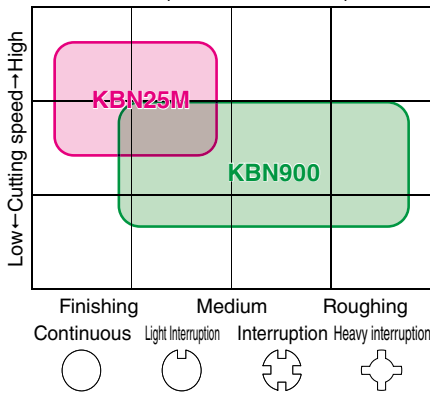 Low←Cutting speed→High
KBN25M
KBN900
Finishing Medium Roughing
Continuous Light Interruption Interruption Heavy interruption